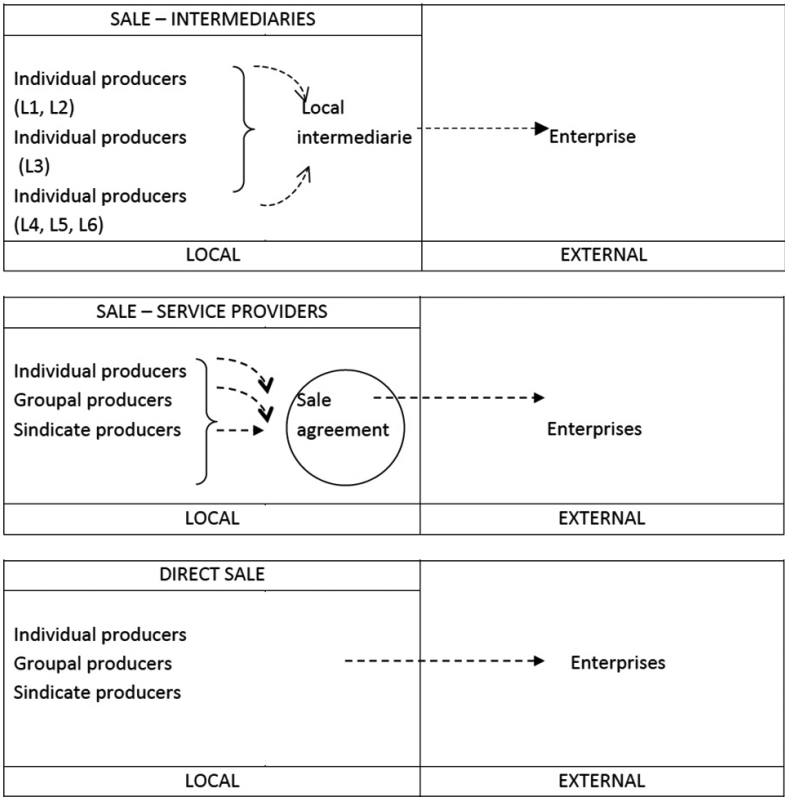 SALE – INTERMEDIARIES
Individual producers
(L1, L2)
Individual producers
(L3)
Individual producers
(L4, L5, L6)
Local
intermediarie
Enterprise
LOCAL
EXTERNAL
SALE – SERVICE PROVIDERS
Individual producers
Groupal producers
Sindicate producers
Sale
agreement
Enterprises
LOCAL
EXTERNAL
DIRECT SALE
Individual producers
Groupal producers
Sindicate producers
Enterprises
LOCAL
EXTERNAL